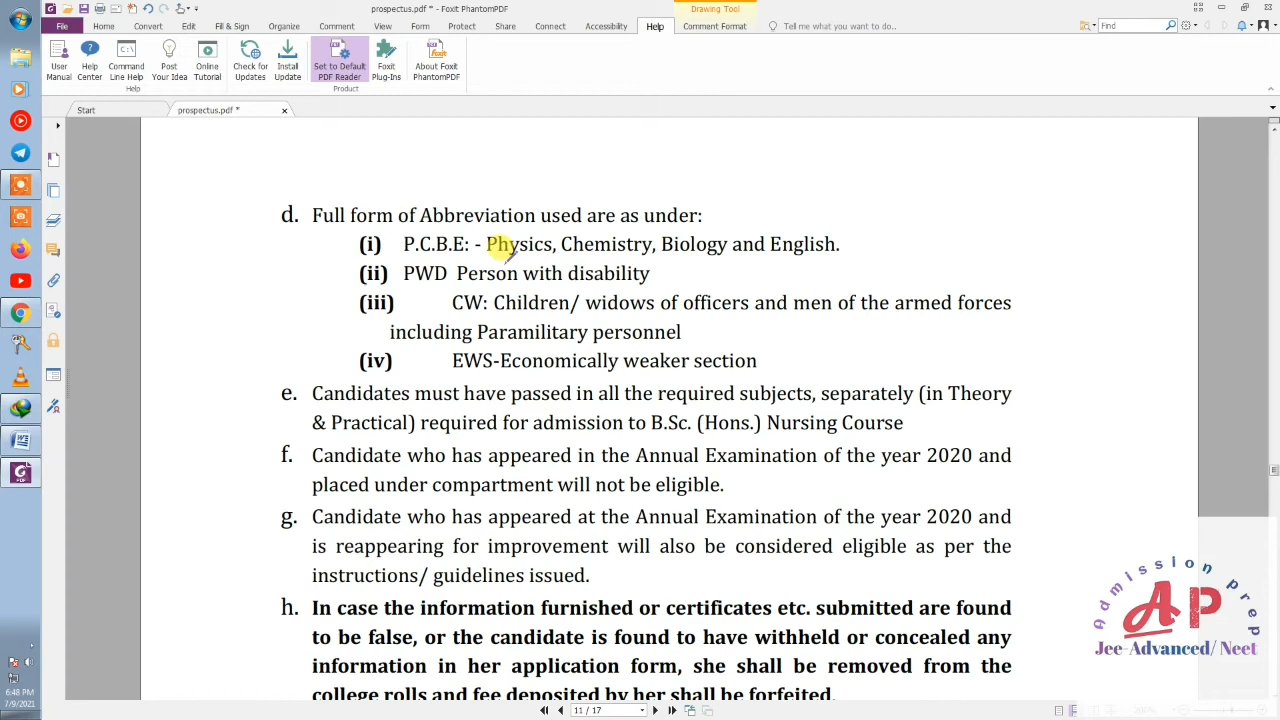 prospectus.pdf * - Foxit PhantomPDF
Drawing Tool
File Home Convert Edit Fill & Sign Organize Comment View Form Protect Share Connect Accessibility Help Comment Format Tell me what you want to do... Find
User Manual
Help Center
Command Line Help
Post Your Idea
Online Tutorial
Check for Updates
Install Update
Set to Default PDF Reader
Foxit Plug-Ins
About Foxit PhantomPDF
Help Product
Start prospectus.pdf *
d. Full form of Abbreviation used are as under:
(i) P.C.B.E: - Physics, Chemistry, Biology and English.
(ii) PWD Person with disability
(iii) CW: Children/ widows of officers and men of the armed forces
including Paramilitary personnel
(iv) EWS-Economically weaker section
e. Candidates must have passed in all the required subjects, separately (in Theory
& Practical) required for admission to B.Sc. (Hons.) Nursing Course
f. Candidate who has appeared in the Annual Examination of the year 2020 and
placed under compartment will not be eligible.
g. Candidate who has appeared at the Annual Examination of the year 2020 and
is reappearing for improvement will also be considered eligible as per the
instructions/ guidelines issued.
h. In case the information furnished or certificates etc. submitted are found
to be false, or the candidate is found to have withheld or concealed any
information in her application form, she shall be removed from the
college rolls and fee deposited by her shall be forfeited.
Admission prep
AP
Jee-Advanced/ Neet
6:48 PM
7/9/2021
11 / 17